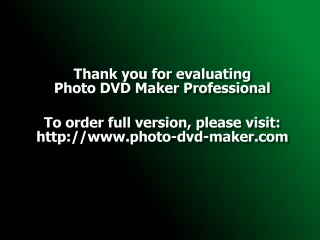 Thank you for evaluating
Photo DVD Maker Professional
To order full version, please visit:
http://www.photo-dvd-maker.com